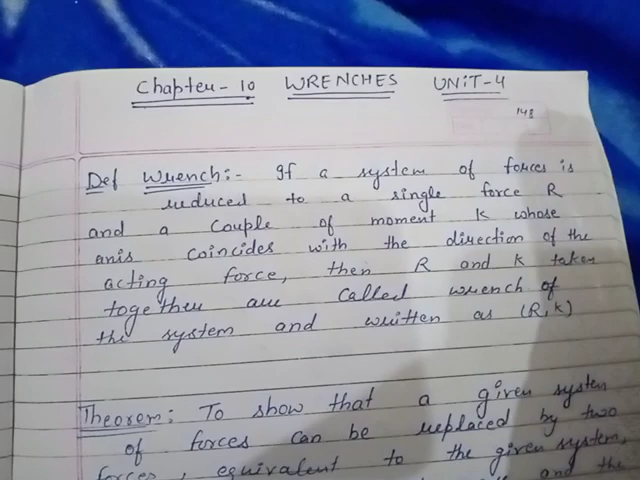 Chapter- 10 WRENCHES UNIT-4
148
Def Wrench:- If a system of forces is
reduced to a single force R
and a couple of moment K whose
axis coincides with the direction of the
acting force, then R and K taken
together are called wrench of
the system and written as (R,K)
Theorem: To show that a given system
of forces can be replaced by two
forces, equivalent to the given system,
and the